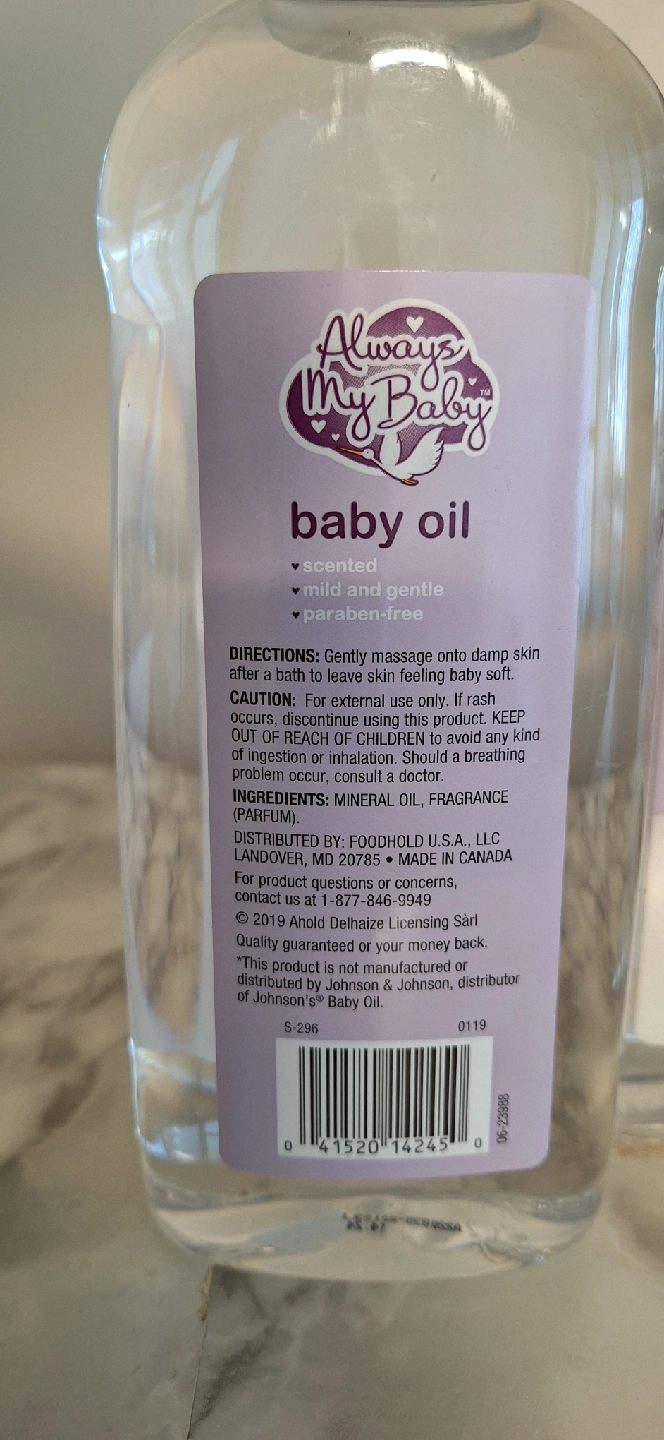 Always
My Baby™
baby oil
♥ scented
♥ mild and gentle
♥ paraben-free
DIRECTIONS: Gently massage onto damp skin
after a bath to leave skin feeling baby soft.
CAUTION: For external use only. If rash
occurs, discontinue using this product. KEEP
OUT OF REACH OF CHILDREN to avoid any kind
of ingestion or inhalation. Should a breathing
problem occur, consult a doctor.
INGREDIENTS: MINERAL OIL, FRAGRANCE
(PARFUM).
DISTRIBUTED BY: FOODHOLD U.S.A., LLC
LANDOVER, MD 20785 • MADE IN CANADA
For product questions or concerns,
contact us at 1-877-846-9949
© 2019 Ahold Delhaize Licensing Sàrl
Quality guaranteed or your money back.
*This product is not manufactured or
distributed by Johnson & Johnson, distributor
of Johnson's® Baby Oil.
S-296 0119
0 41520 14245 0
06-23988